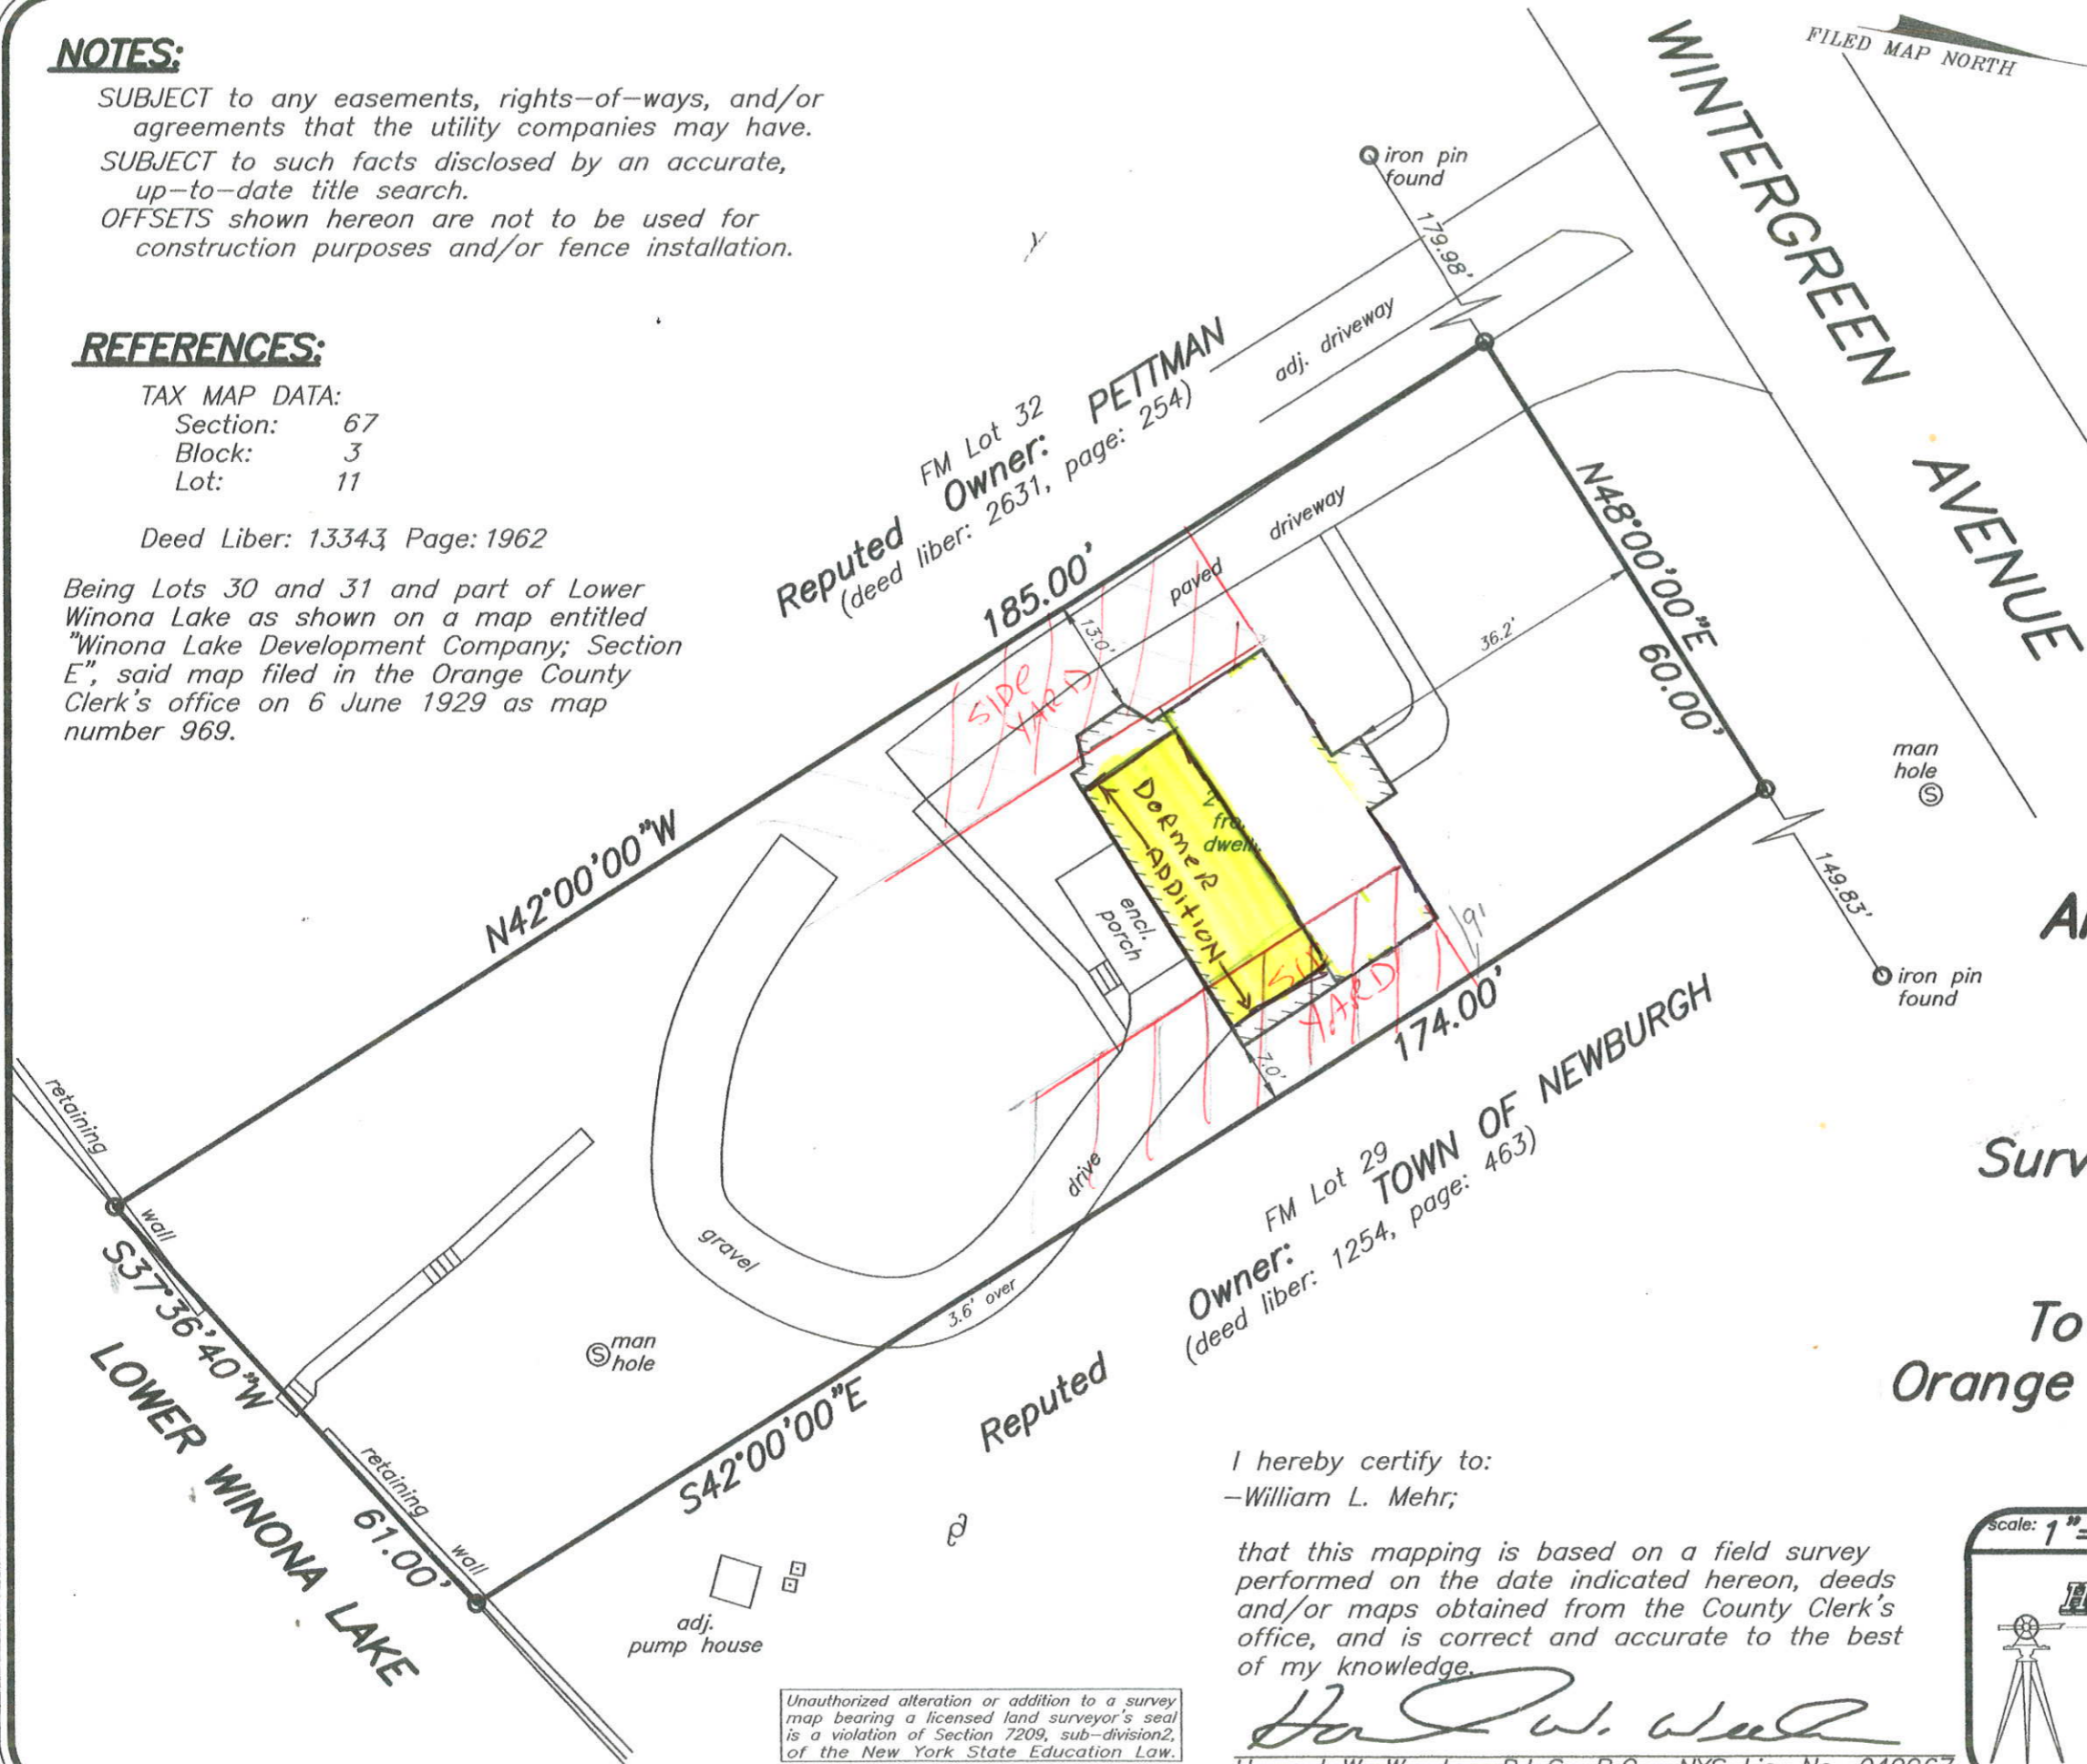 NOTES:
SUBJECT to any easements, rights-of-ways, and/or
agreements that the utility companies may have.
SUBJECT to such facts disclosed by an accurate,
up-to-date title search.
OFFSETS shown hereon are not to be used for
construction purposes and/or fence installation.
REFERENCES:
TAX MAP DATA:
Section: 67
Block: 3
Lot: 11
Deed Liber: 13343, Page: 1962
Being Lots 30 and 31 and part of Lower
Winona Lake as shown on a map entitled
"Winona Lake Development Company; Section
E", said map filed in the Orange County
Clerk's office on 6 June 1929 as map
number 969.
FILED MAP NORTH
WINTERGREEN AVENUE
iron pin
found
179.98'
adj. driveway
FM Lot 32
Reputed Owner: PETTMAN
(deed liber: 2631, page: 254)
185.00'
N42°00'00"W
paved driveway
13.0'
36.2'
N48°00'00"E
60.00'
man
hole
S
149.83'
iron pin
found
SIDE
YARD
DORMER
ADDITION
2
fra.
dwell.
encl.
porch
YARD
19'
7.0'
174.00'
S42°00'00"E
FM Lot 29
Reputed Owner: TOWN OF NEWBURGH
(deed liber: 1254, page: 463)
gravel
drive
3.6' over
retaining
wall
S37°36'40"W
61.00'
LOWER WINONA LAKE
retaining
wall
S
man
hole
adj.
pump house
Surv
To
Orange
I hereby certify to:
-William L. Mehr;
that this mapping is based on a field survey
performed on the date indicated hereon, deeds
and/or maps obtained from the County Clerk's
office, and is correct and accurate to the best
of my knowledge.
scale: 1"=
Unauthorized alteration or addition to a survey
map bearing a licensed land surveyor's seal
is a violation of Section 7209, sub-division2,
of the New York State Education Law.